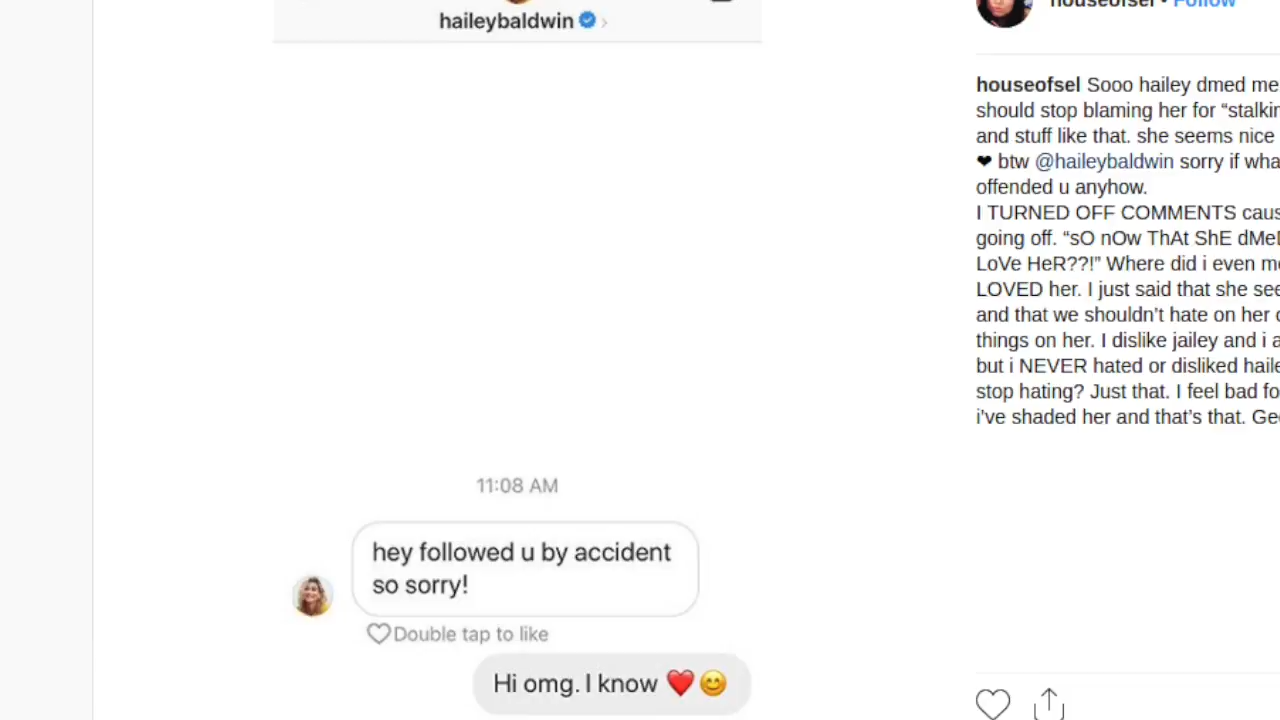 haileybaldwin
11:08 AM
hey followed u by accident
so sorry!
Double tap to like
Hi omg. I know ❤️😊
houseofsel • Follow
houseofsel Sooo hailey dmed me
should stop blaming her for “stalkin
and stuff like that. she seems nice
❤ btw @haileybaldwin sorry if wha
offended u anyhow.
I TURNED OFF COMMENTS caus
going off. “sO nOw ThAt ShE dMeD
LoVe HeR??!” Where did i even me
LOVED her. I just said that she see
and that we shouldn’t hate on her o
things on her. I dislike jailey and i a
but i NEVER hated or disliked haile
stop hating? Just that. I feel bad fo
i’ve shaded her and that’s that. Geo